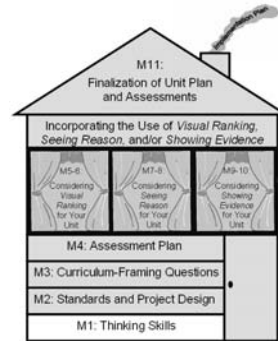 Implementation Plan
M11:
Finalization of Unit Plan
and Assessments
Incorporating the Use of Visual Ranking,
Seeing Reason, and/or Showing Evidence
M5-6
Considering
Visual
Ranking
for Your
Unit
M7-8
Considering
Seeing
Reason
for Your
Unit
M9-10
Considering
Showing
Evidence
for Your
Unit
M4: Assessment Plan
M3: Curriculum-Framing Questions
M2: Standards and Project Design
M1: Thinking Skills